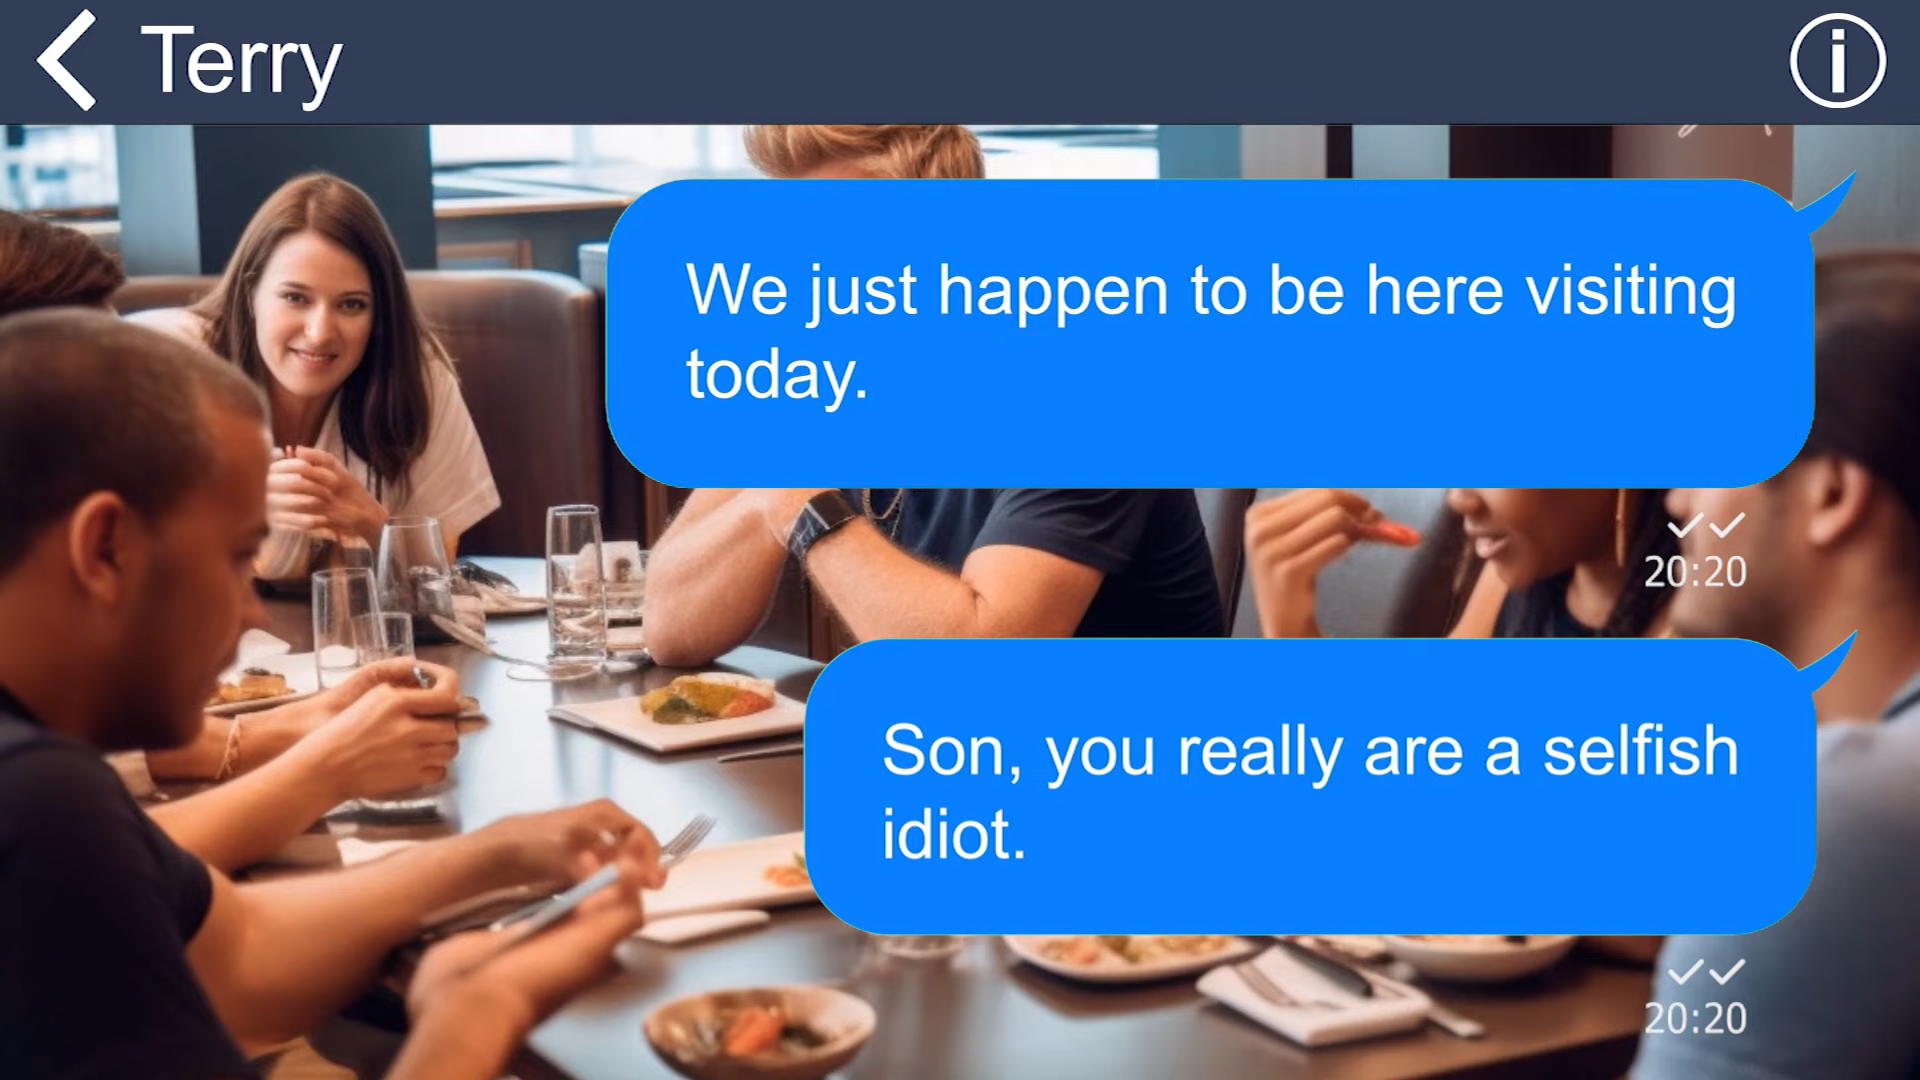 Terry
We just happen to be here visiting
today.
20:20
Son, you really are a selfish
idiot.
20:20